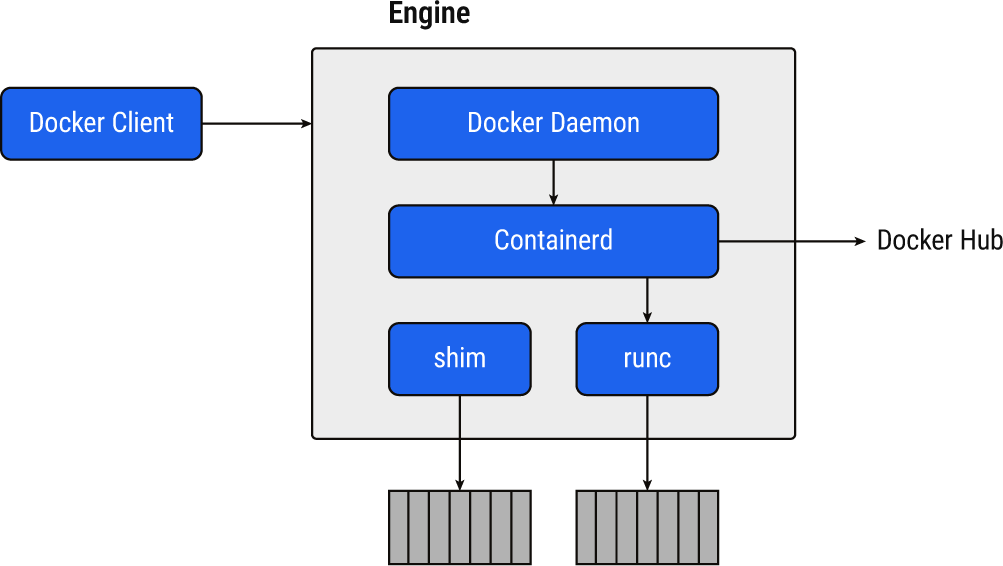 Engine
Docker Client
Docker Daemon
Containerd
Docker Hub
shim
runc